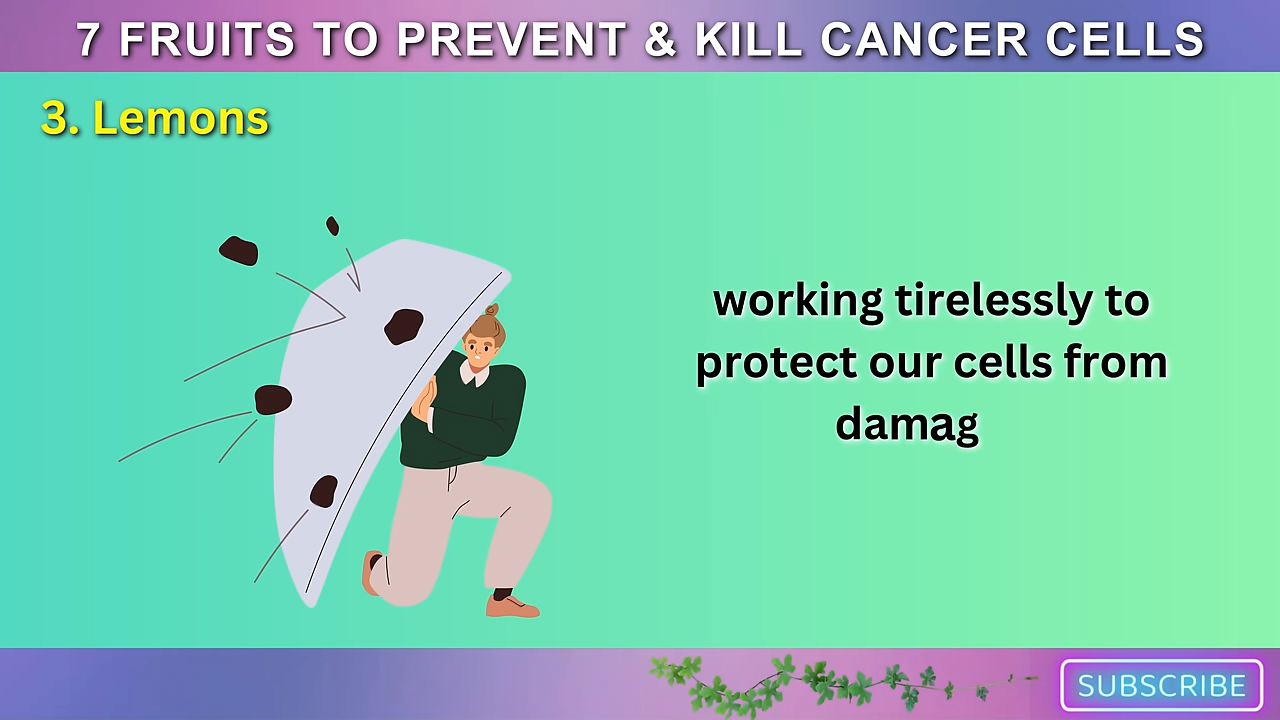 7 FRUITS TO PREVENT & KILL CANCER CELLS
3. Lemons
working tirelessly to
protect our cells from
damag
SUBSCRIBE